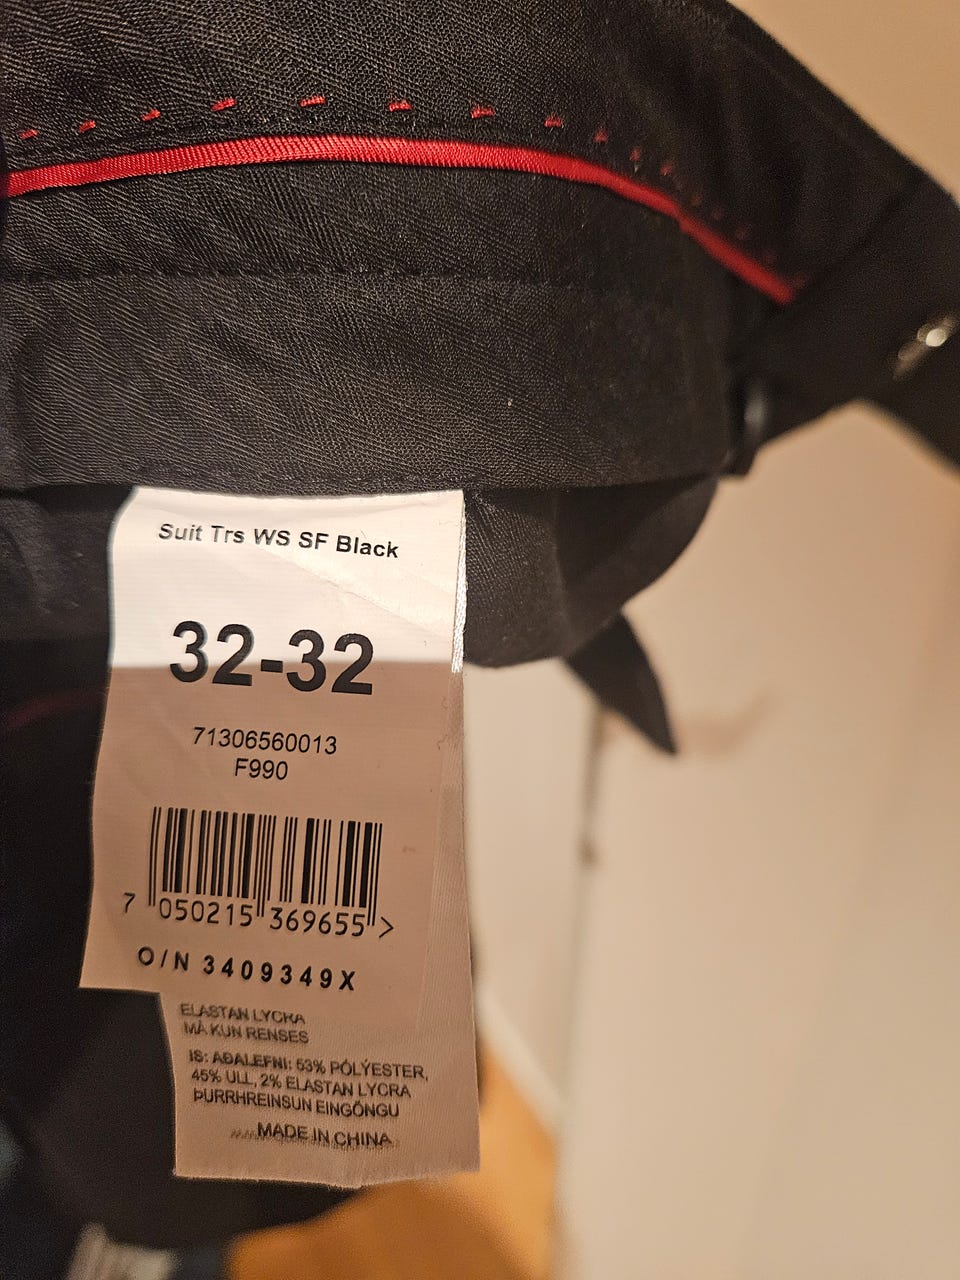 Suit Trs WS SF Black
32-32
71306560013
F990
7 050215 369655 >
O/N 3409349X
ELASTAN LYCRA
MÅ KUN RENSES
IS: AÐALEFNI: 53% PÓLÝESTER,
45% ULL, 2% ELASTAN LYCRA
ÞURRHREINSUN EINGÖNGU
MADE IN CHINA